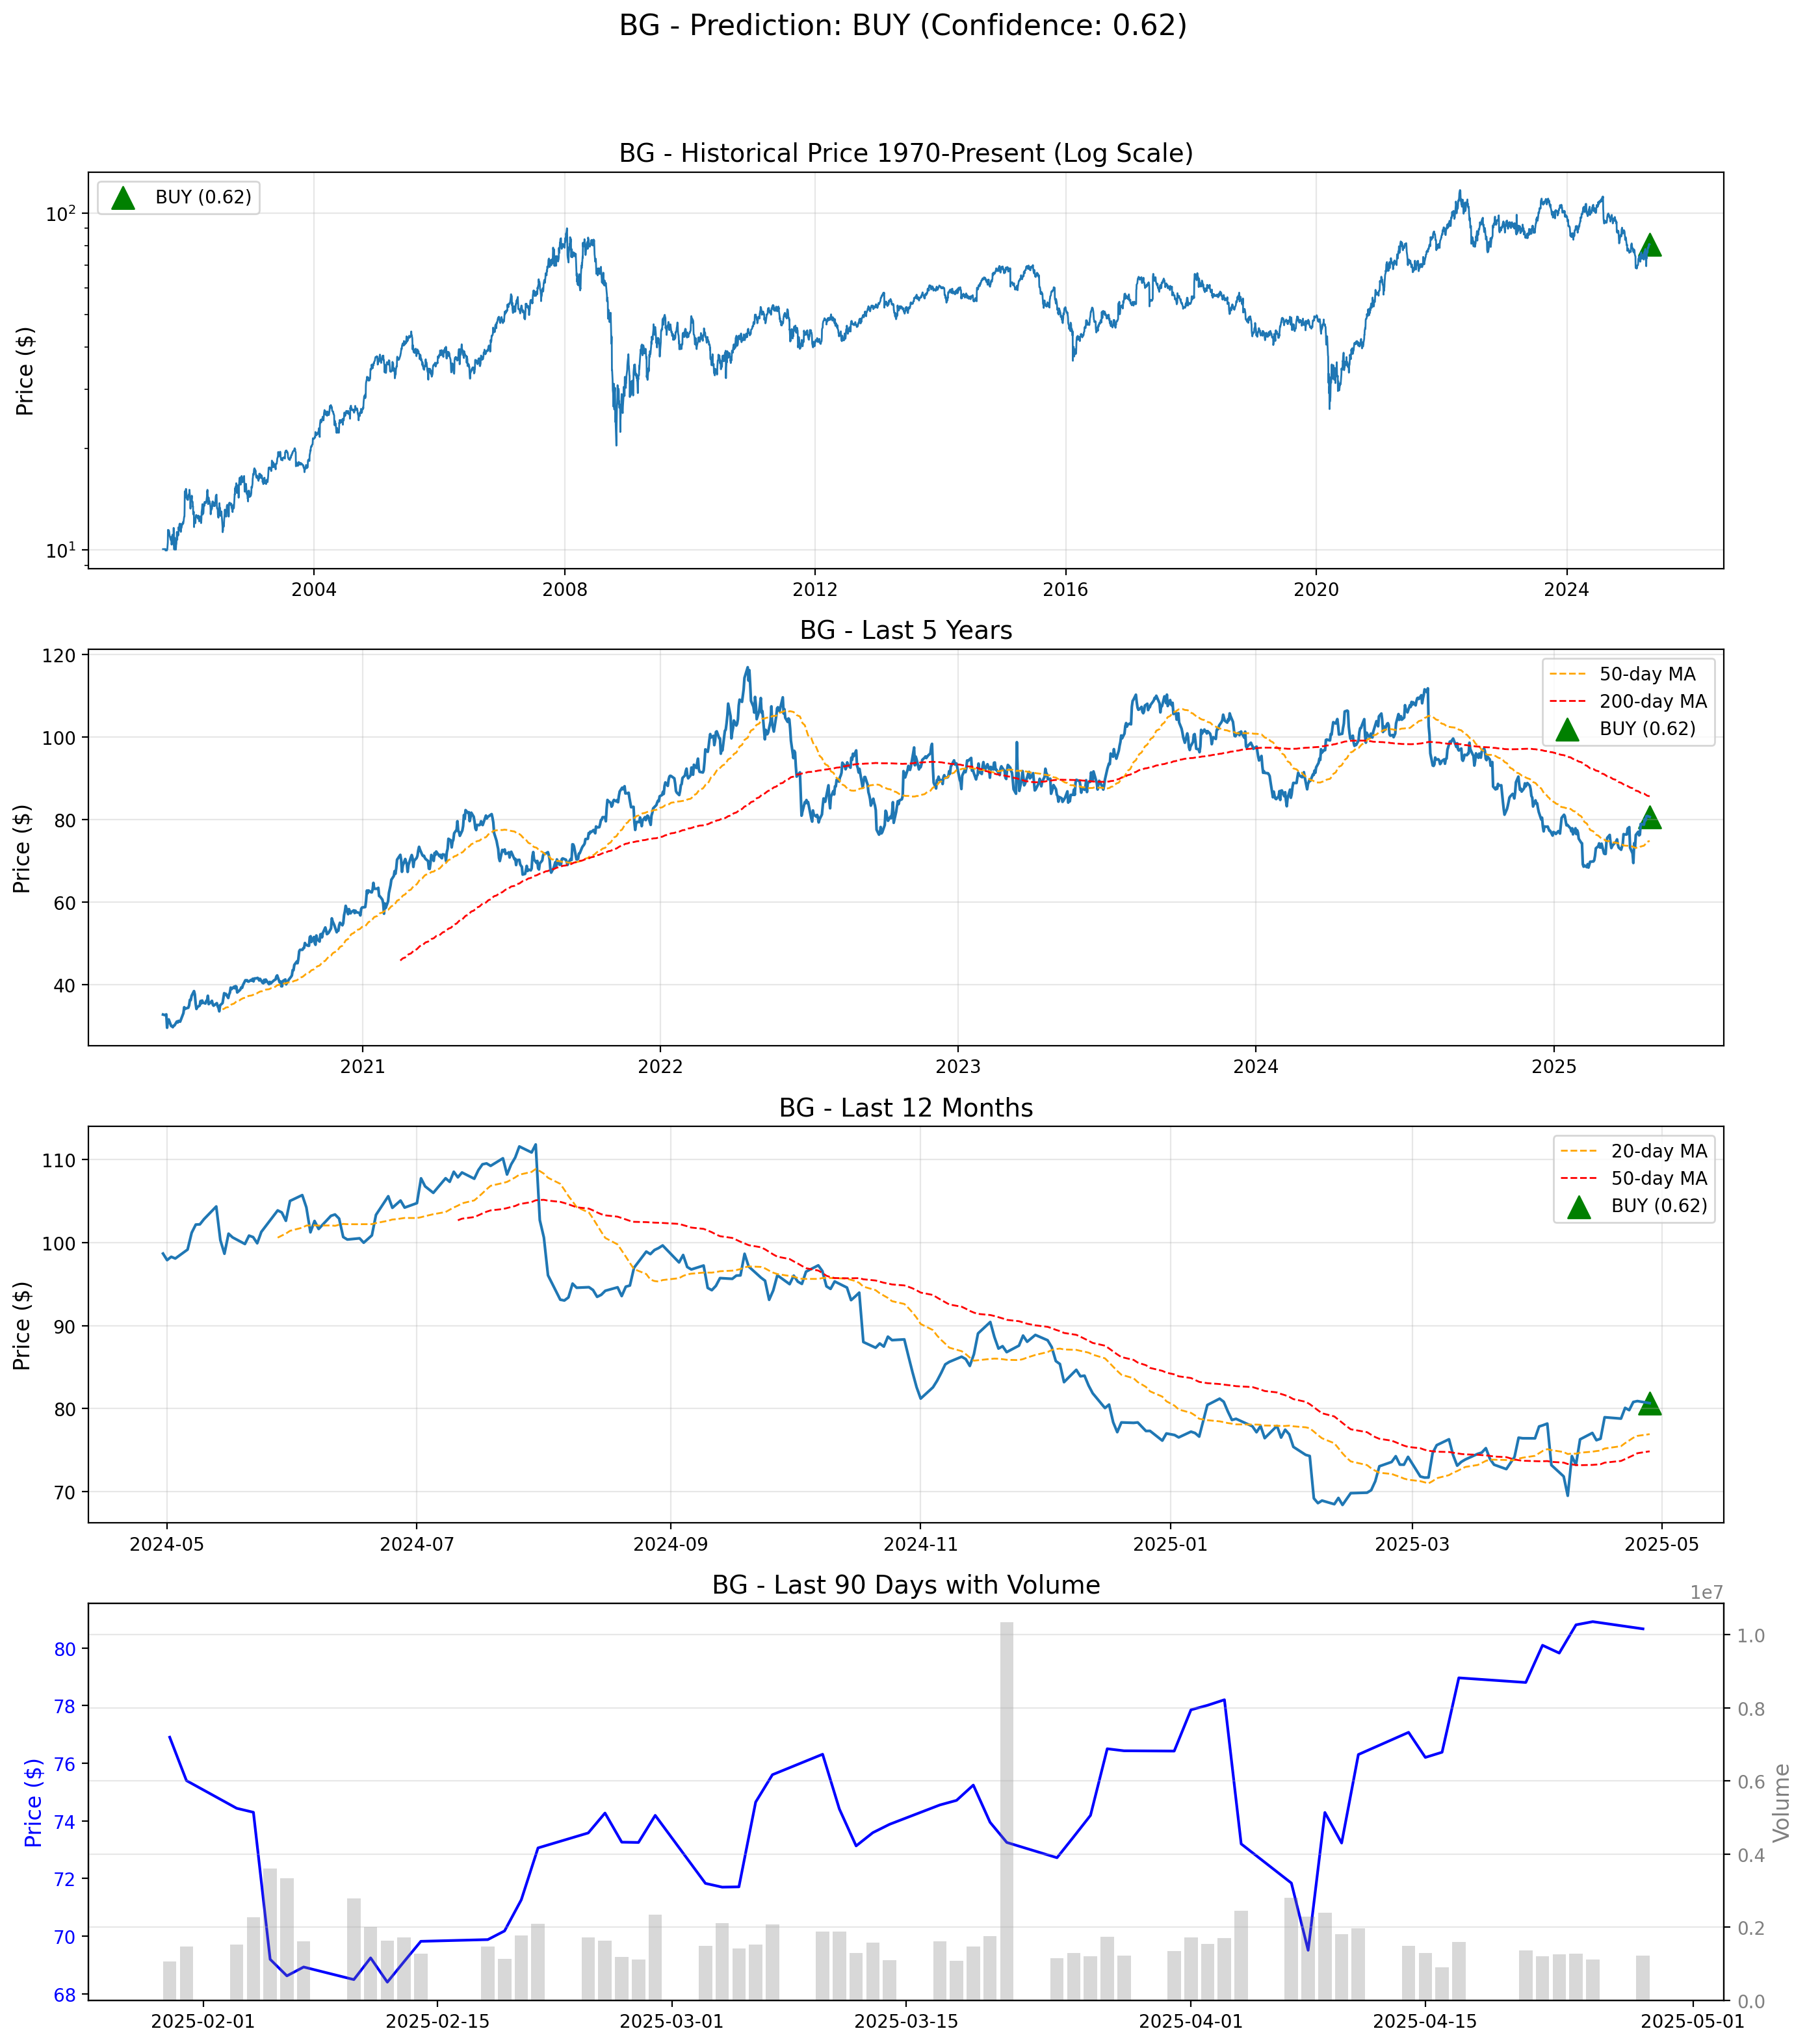 BG - Prediction: BUY (Confidence: 0.62)
BG - Historical Price 1970-Present (Log Scale)
BUY (0.62)
Price ($)
10²
10¹
2004 2008 2012 2016 2020 2024
BG - Last 5 Years
50-day MA
200-day MA
BUY (0.62)
Price ($)
120
100
80
60
40
2021 2022 2023 2024 2025
BG - Last 12 Months
20-day MA
50-day MA
BUY (0.62)
Price ($)
110
100
90
80
70
2024-05 2024-07 2024-09 2024-11 2025-01 2025-03 2025-05
BG - Last 90 Days with Volume
1e7
Price ($)
80
78
76
74
72
70
68
1.0
0.8
0.6
0.4
0.2
0.0
Volume
2025-02-01 2025-02-15 2025-03-01 2025-03-15 2025-04-01 2025-04-15 2025-05-01